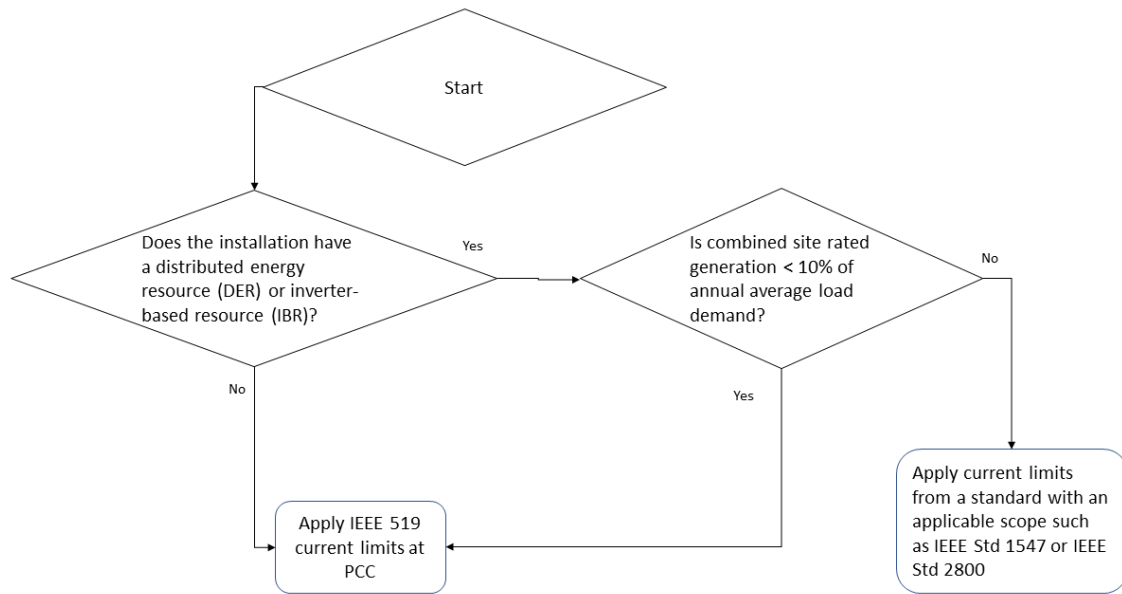 Start
Does the installation have
a distributed energy
resource (DER) or inverter-
based resource (IBR)?
Yes
Is combined site rated
generation < 10% of
annual average load
demand?
No
No
Yes
Apply IEEE 519
current limits at
PCC
Apply current limits
from a standard with an
applicable scope such
as IEEE Std 1547 or IEEE
Std 2800